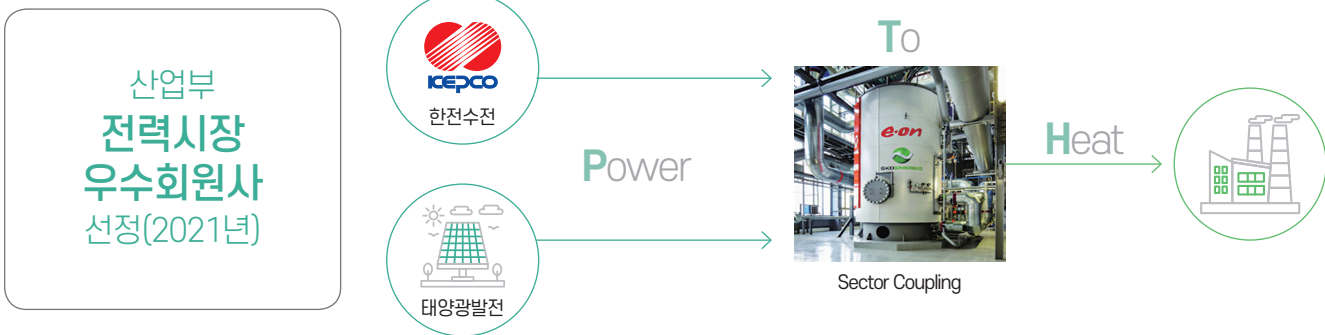 산업부
전력시장
우수회원사
선정(2021년)
KEPCO
한전수전
태양광발전
Power
To
e·on
SKOENERGO
Sector Coupling
Heat